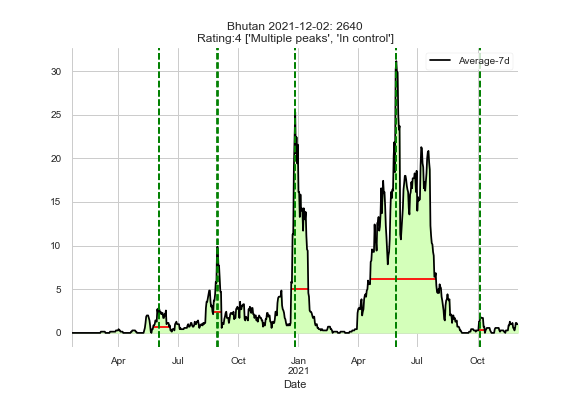 Bhutan 2021-12-02: 2640
Rating:4 ['Multiple peaks', 'In control']
Average-7d
30
25
20
15
10
5
0
Apr Jul Oct Jan Apr Jul Oct
2021
Date